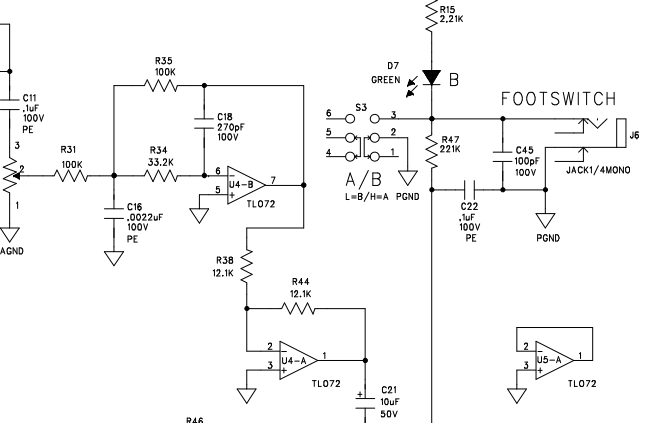 R15
2.21K
D7
GREEN
B
FOOTSWITCH
J6
JACK1/4MONO
R35
100K
C11
.1uF
100V
PE
3
2
1
AGND
R31
100K
R34
33.2K
C18
270pF
100V
C16
.0022uF
100V
PE
6
5
7
U4-B
-
+
TL072
S3
6
5
4
3
2
1
A/B
L=B/H=A
PGND
R47
221K
C45
100pF
100V
C22
.1uF
100V
PE
PGND
R38
12.1K
R44
12.1K
2
3
1
U4-A
-
+
TL072
C21
+
10uF
50V
2
3
1
U5-A
-
+
TL072
R46